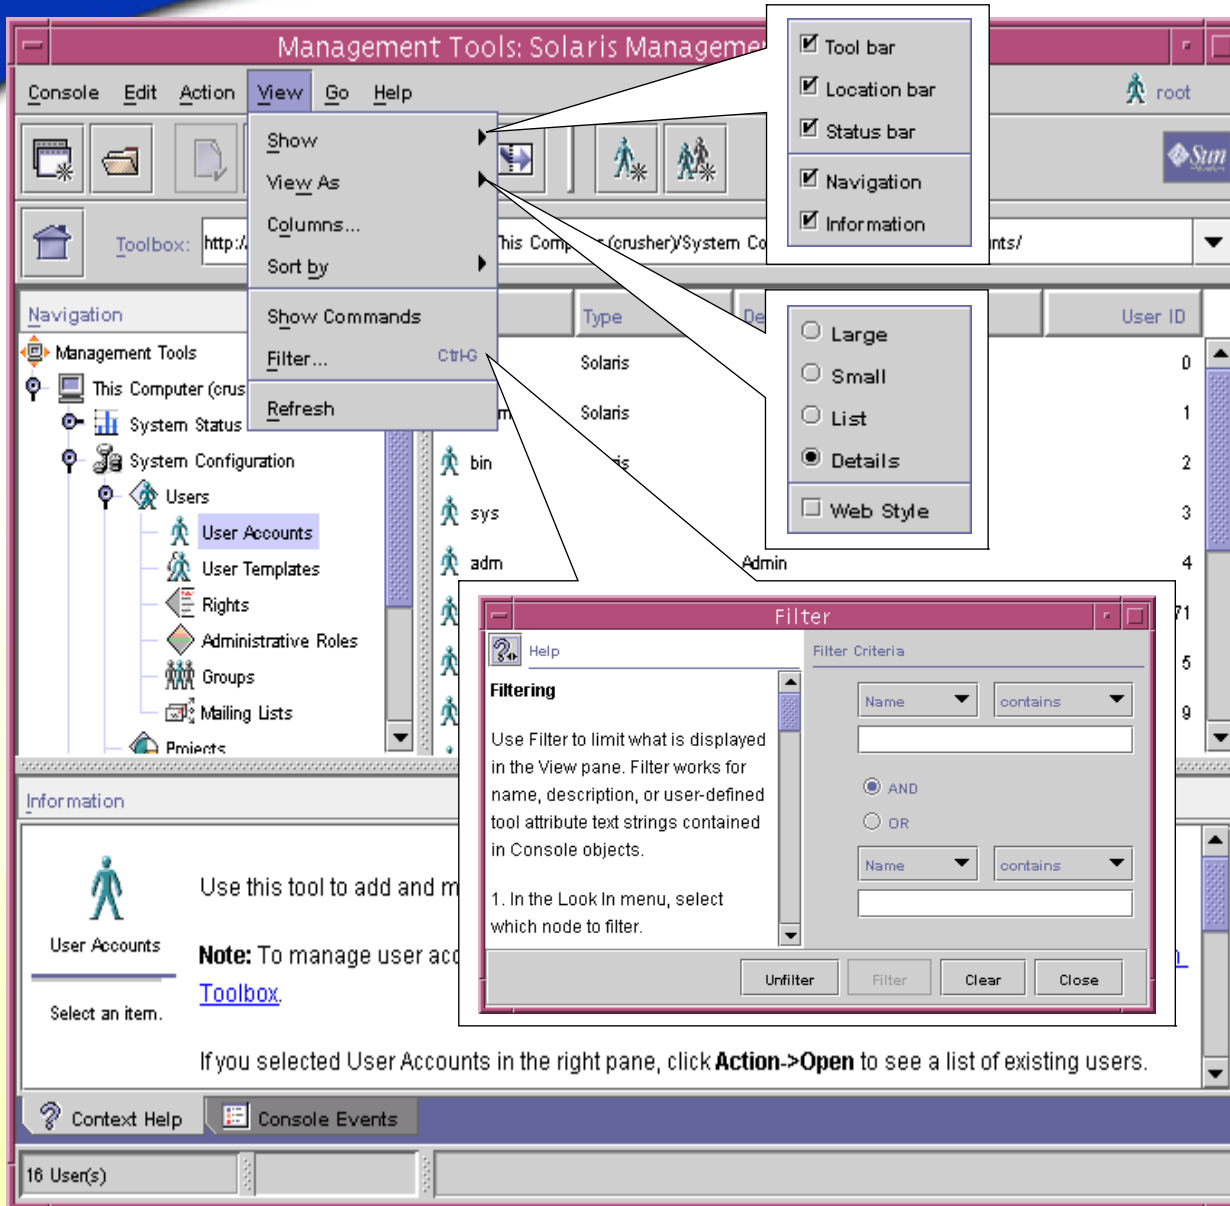 Management Tools: Solaris Manageme
Console Edit Action View Go Help
root
Sun
Toolbox: http:/
his Comp
(crusher)/System Co
nts/
Show
View As
Columns...
Sort by
Show Commands
Filter... Ctrl-G
Refresh
Tool bar
Location bar
Status bar
Navigation
Information
Large
Small
List
Details
Web Style
Navigation
Management Tools
This Computer (crus
System Status
System Configuration
Users
User Accounts
User Templates
Rights
Administrative Roles
Groups
Mailing Lists
Projects
Type De User ID
Solaris 0
m Solaris 1
bin ris 2
sys 3
adm Admin 4
71
5
9
Filter
Help
Filtering
Use Filter to limit what is displayed
in the View pane. Filter works for
name, description, or user-defined
tool attribute text strings contained
in Console objects.
1. In the Look In menu, select
which node to filter.
Filter Criteria
Name contains
AND
OR
Name contains
Unfilter Filter Clear Close
Information
User Accounts
Select an item.
Use this tool to add and m
Note: To manage user acc
Toolbox.
If you selected User Accounts in the right pane, click Action->Open to see a list of existing users.
Context Help Console Events
16 User(s)